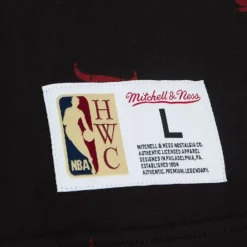 Mitchell & Ness
HWC
NBA
L
MITCHELL & NESS NOSTALGIA CO.
AUTHENTIC LICENSED APPAREL
DESIGNED IN PHILADELPHIA, PA.
ESTABLISHED 1904
AUTHENTIC. PREMIUM. LEGENDARY.